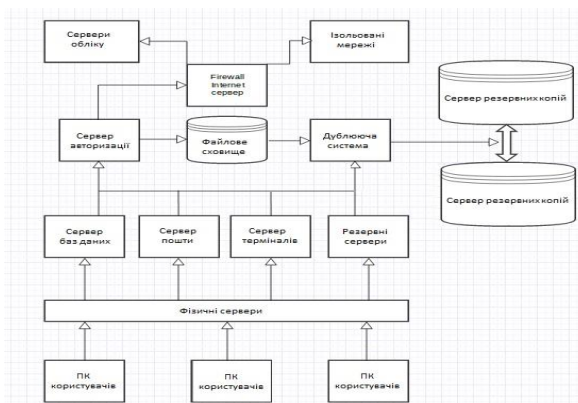 Сервери
обліку
Ізольовані
мережі
Firewall
Internet
сервер
Сервер резервних копій
Сервер
авторизації
Файлове
сховище
Дублююча
система
Сервер резервних копій
Сервер
баз даних
Сервер
пошти
Сервер
терміналів
Резервні
сервери
Фізичні сервери
ПК
користувачів
ПК
користувачів
ПК
користувачів